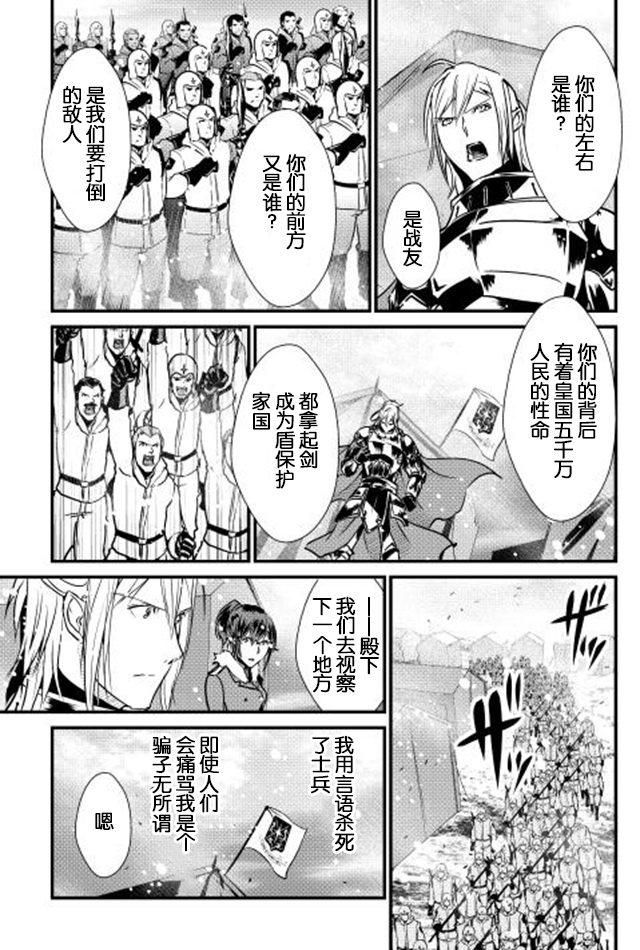 你们的左右
是谁？
是战友
你们的前方
又是谁？
是我们要打倒
的敌人
你们的背后
有着皇国五千万
人民的性命
都拿起剑
成为盾保护
家国
——殿下
我们去视察
下一个地方
我用言语杀死
了士兵
即使人们
会痛骂我是个
骗子无所谓
嗯